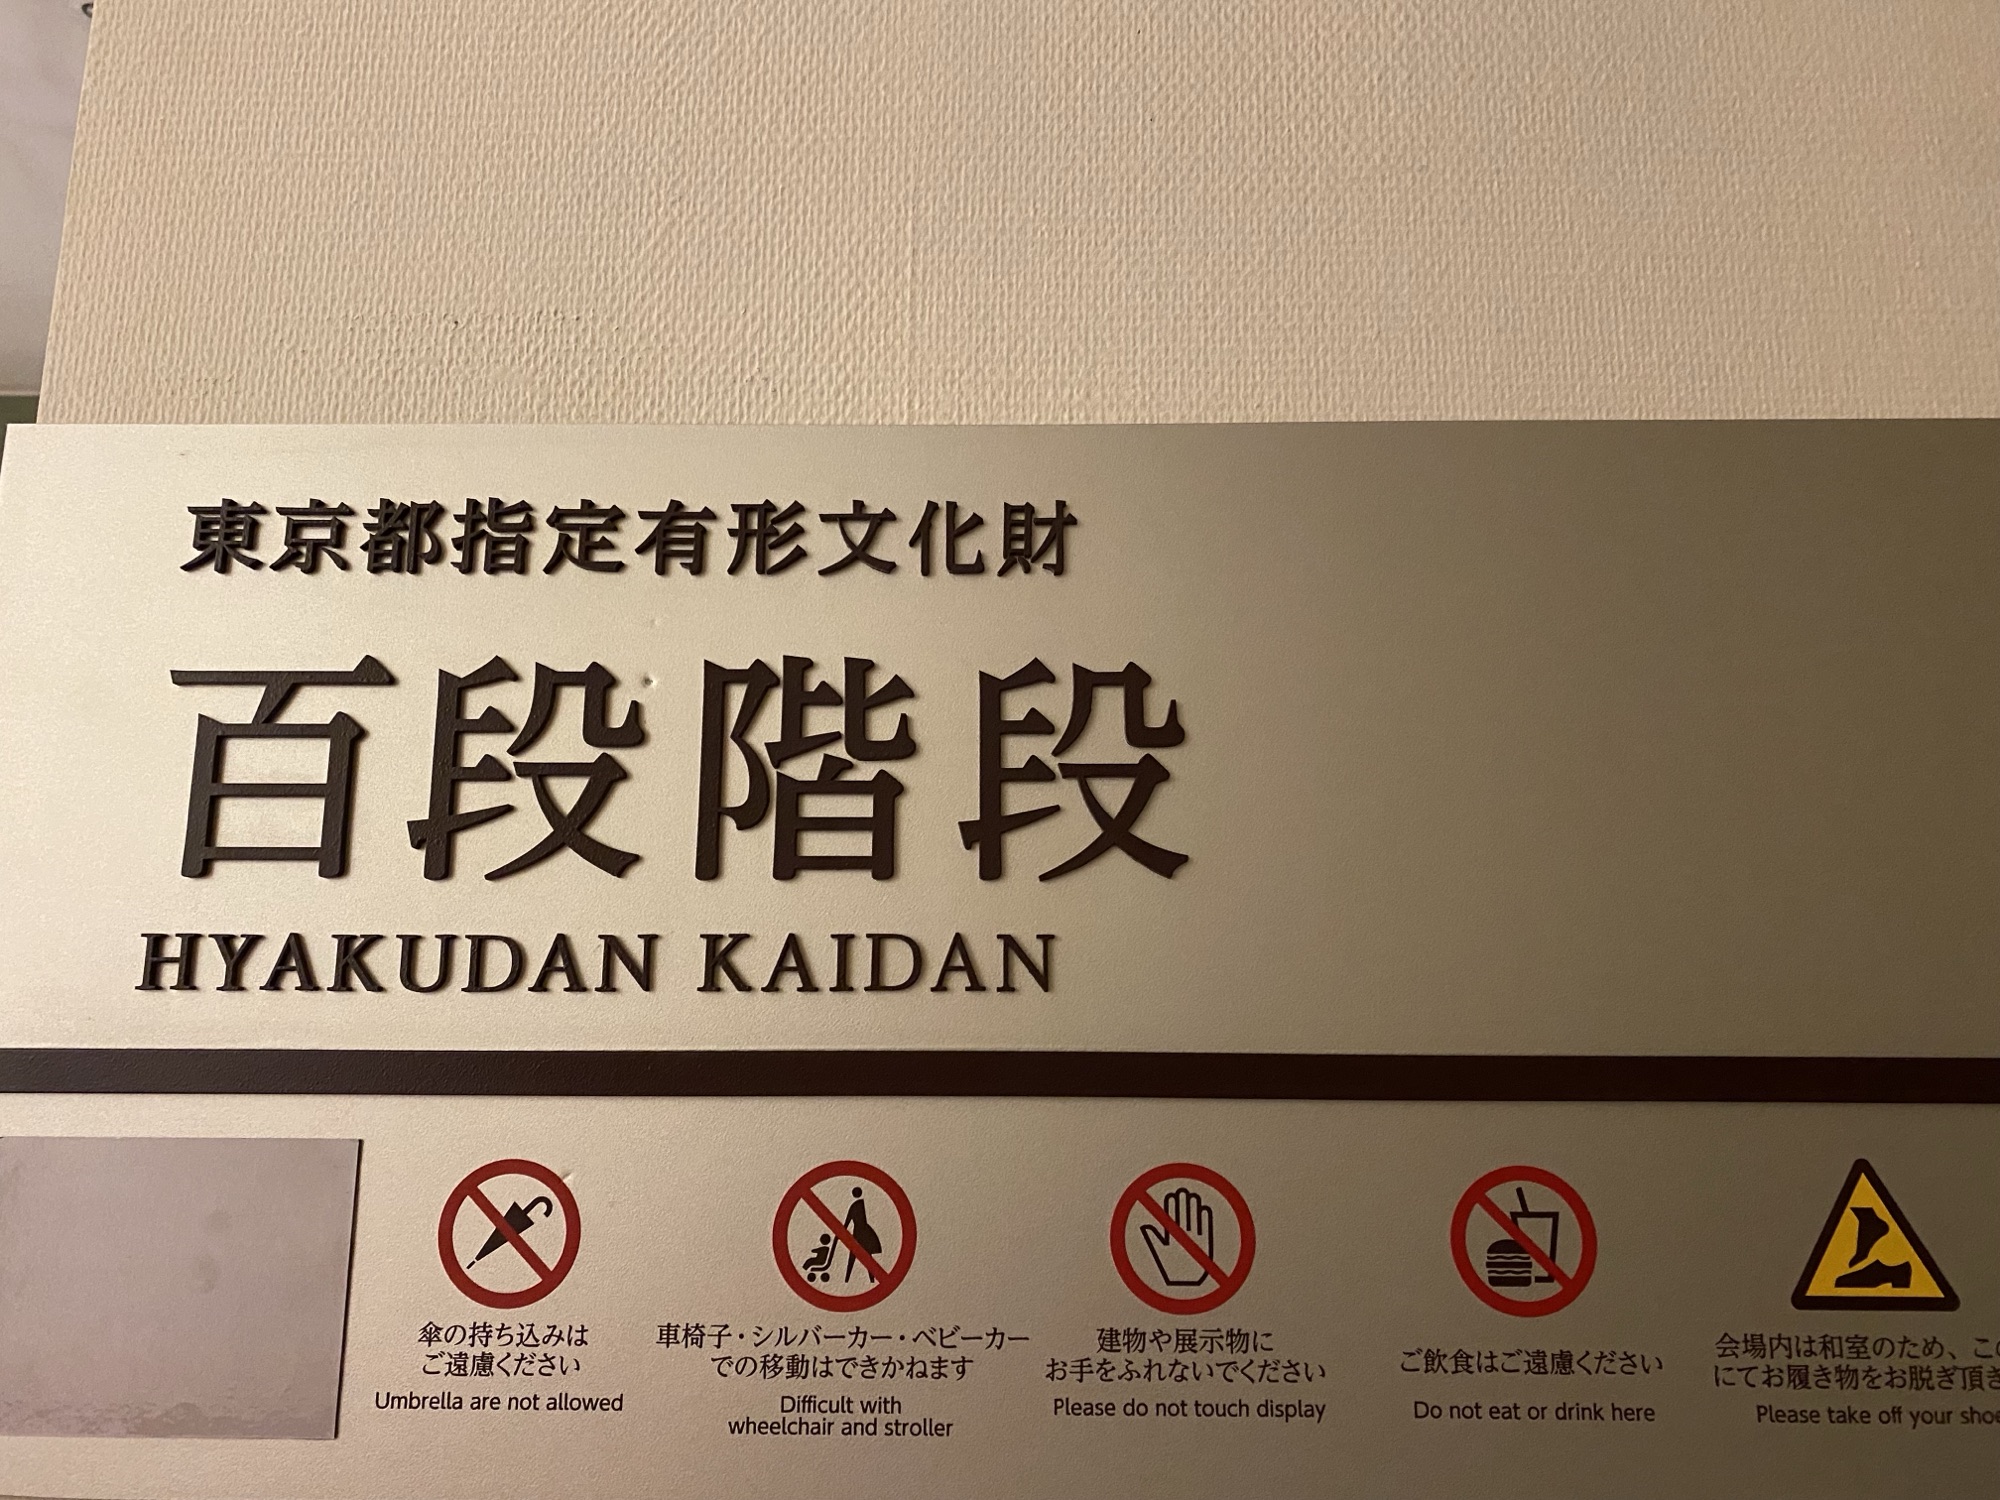 東京都指定有形文化財
百段階段
HYAKUDAN KAIDAN
傘の持ち込みは
ご遠慮ください
Umbrella are not allowed
車椅子・シルバーカー・ベビーカー
での移動はできかねます
Difficult with
wheelchair and stroller
建物や展示物に
お手をふれないでください
Please do not touch display
ご飲食はご遠慮ください
Do not eat or drink here
会場内は和室のため、こ
にてお履き物をお脱ぎ頂
Please take off your